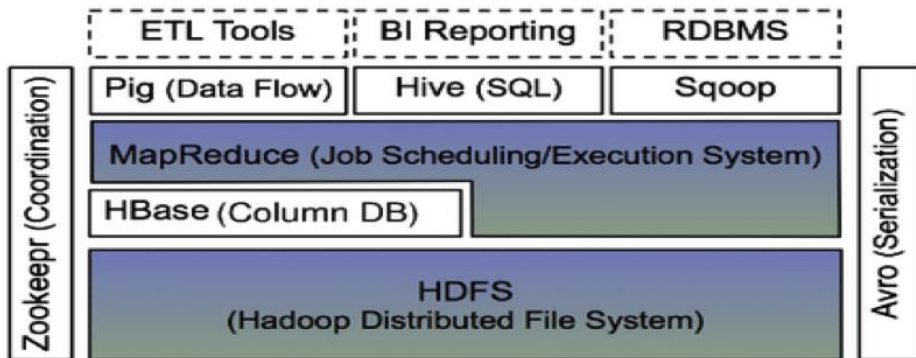 ETL Tools
BI Reporting
RDBMS
Pig (Data Flow)
Hive (SQL)
Sqoop
Zookeepr (Coordination)
MapReduce (Job Scheduling/Execution System)
HBase (Column DB)
HDFS
(Hadoop Distributed File System)
Avro (Serialization)